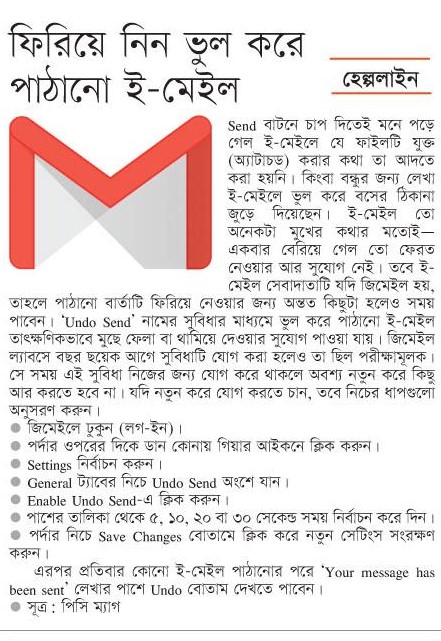 ফিরিয়ে নিন ভুল করে
পাঠানো ই-মেইল
হেল্পলাইন
Send বাটনে চাপ দিতেই মনে পড়ে
গেল ই-মেইলে যে ফাইলটি যুক্ত
(অ্যাটাচড) করার কথা তা আদতে
করা হয়নি। কিংবা বন্ধুর জন্য লেখা
ই-মেইলে ভুল করে বসের ঠিকানা
জুড়ে দিয়েছেন। ই-মেইল তো
অনেকটা মুখের কথার মতোই—
একবার বেরিয়ে গেল তো ফেরত
নেওয়ার আর সুযোগ নেই। তবে ই-
মেইল সেবাদাতাটি যদি জিমেইল হয়,
তাহলে পাঠানো বার্তাটি ফিরিয়ে নেওয়ার জন্য অন্তত কিছুটা হলেও সময়
পাবেন। ‘Undo Send’ নামের সুবিধার মাধ্যমে ভুল করে পাঠানো ই-মেইল
তাৎক্ষণিকভাবে মুছে ফেলা বা থামিয়ে দেওয়ার সুযোগ পাওয়া যায়। জিমেইল
ল্যাবসে বছর ছয়েক আগে সুবিধাটি যোগ করা হলেও তা ছিল পরীক্ষামূলক।
সে সময় এই সুবিধা নিজের জন্য যোগ করে থাকলে অবশ্য নতুন করে কিছু
আর করতে হবে না। যদি নতুন করে যোগ করতে চান, তবে নিচের ধাপগুলো
অনুসরণ করুন।
● জিমেইলে ঢুকুন (লগ-ইন)।
● পর্দার ওপরের দিকে ডান কোনায় গিয়ার আইকনে ক্লিক করুন।
● Settings নির্বাচন করুন।
● General ট্যাবের নিচে Undo Send অংশে যান।
● Enable Undo Send-এ ক্লিক করুন।
● পাশের তালিকা থেকে ৫, ১০, ২০ বা ৩০ সেকেন্ড সময় নির্বাচন করে দিন।
● পর্দার নিচে Save Changes বোতামে ক্লিক করে নতুন সেটিংস সংরক্ষণ
করুন।
এরপর প্রতিবার কোনো ই-মেইল পাঠানোর পরে ‘Your message has
been sent’ লেখার পাশে Undo বোতাম দেখতে পাবেন।
● সূত্র : পিসি ম্যাগ